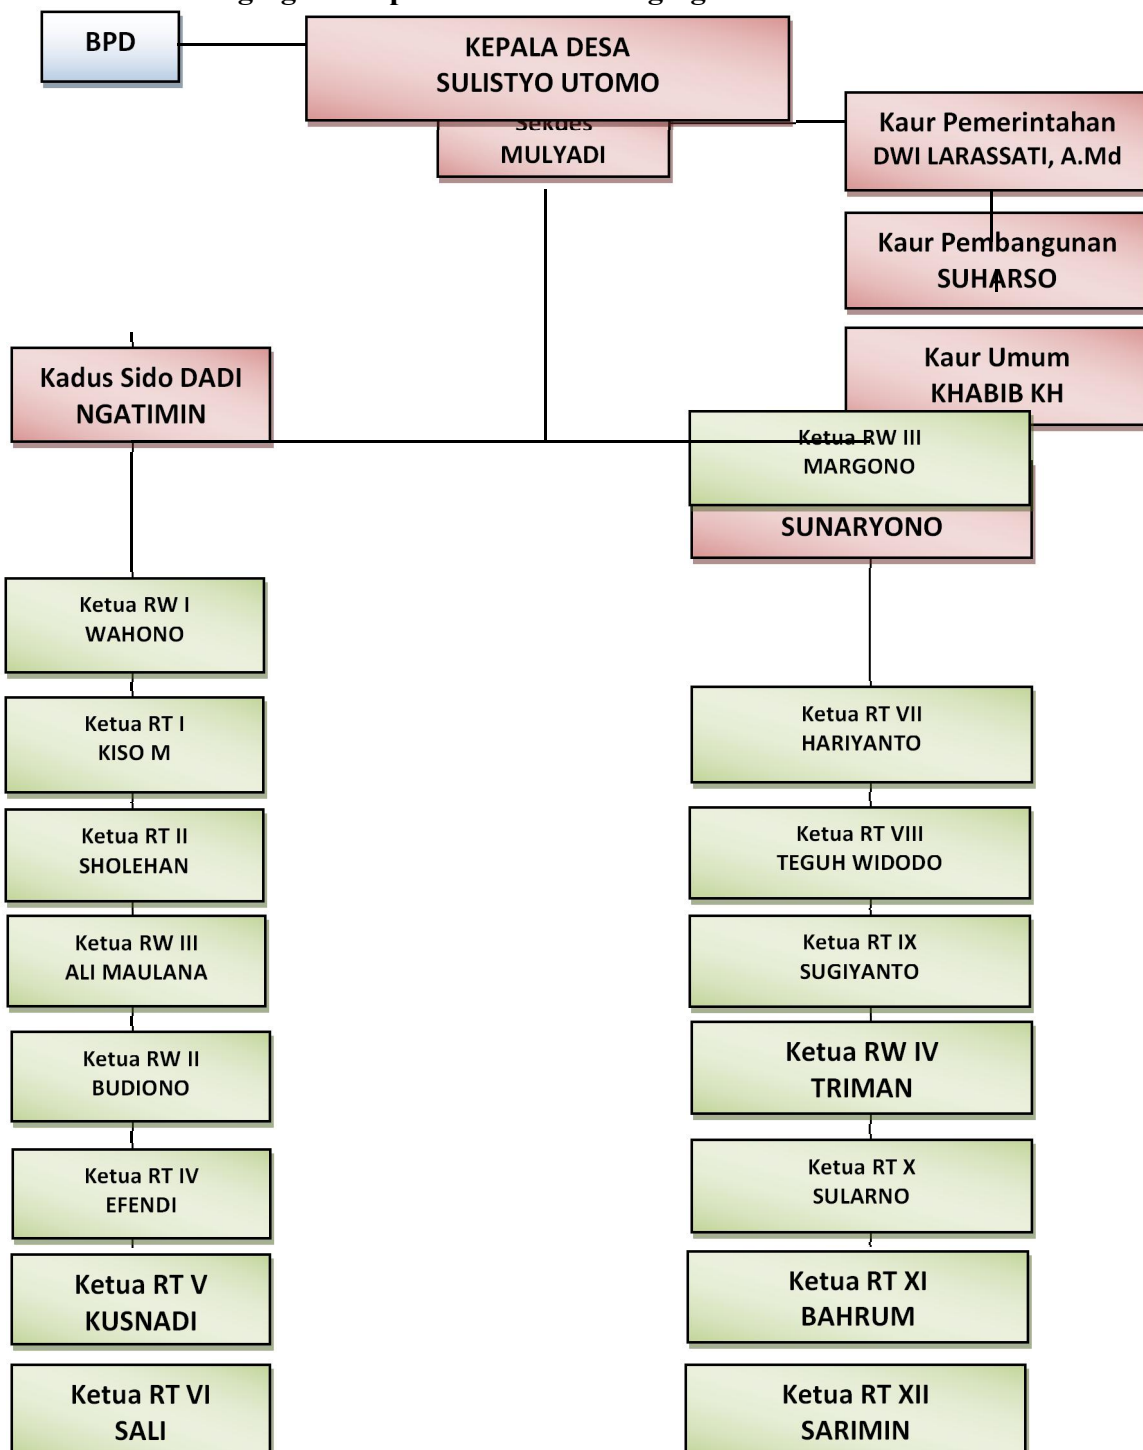 BPD
KEPALA DESA
SULISTYO UTOMO
Sekdes
MULYADI
Kaur Pemerintahan
DWI LARASSATI, A.Md
Kaur Pembangunan
SUHARSO
Kaur Umum
KHABIB KH
Kadus Sido DADI
NGATIMIN
Ketua RW III
MARGONO
SUNARYONO
Ketua RW I
WAHONO
Ketua RT I
KISO M
Ketua RT II
SHOLEHAN
Ketua RW III
ALI MAULANA
Ketua RW II
BUDIONO
Ketua RT IV
EFENDI
Ketua RT V
KUSNADI
Ketua RT VI
SALI
Ketua RT VII
HARIYANTO
Ketua RT VIII
TEGUH WIDODO
Ketua RT IX
SUGIYANTO
Ketua RW IV
TRIMAN
Ketua RT X
SULARNO
Ketua RT XI
BAHRUM
Ketua RT XII
SARIMIN